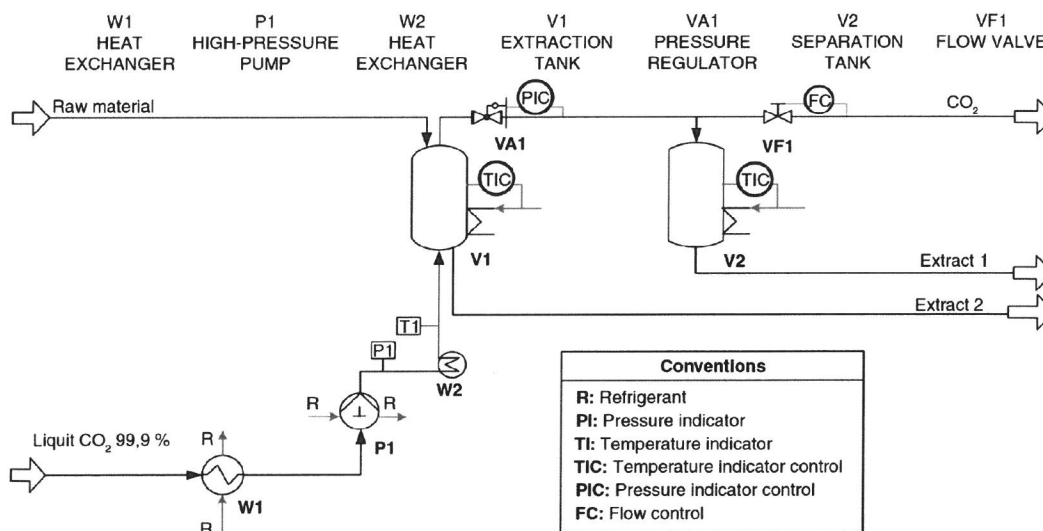 W1
HEAT
EXCHANGER
P1
HIGH-PRESSURE
PUMP
W2
HEAT
EXCHANGER
V1
EXTRACTION
TANK
VA1
PRESSURE
REGULATOR
V2
SEPARATION
TANK
VF1
FLOW VALVE
Raw material
PIC
FC
CO2
VA1
VF1
TIC
TIC
V1
V2
Extract 1
Extract 2
T1
P1
W2
R
R
P1
Liquit CO2 99,9 %
R
W1
R
Conventions
R: Refrigerant
PI: Pressure indicator
TI: Temperature indicator
TIC: Temperature indicator control
PIC: Pressure indicator control
FC: Flow control